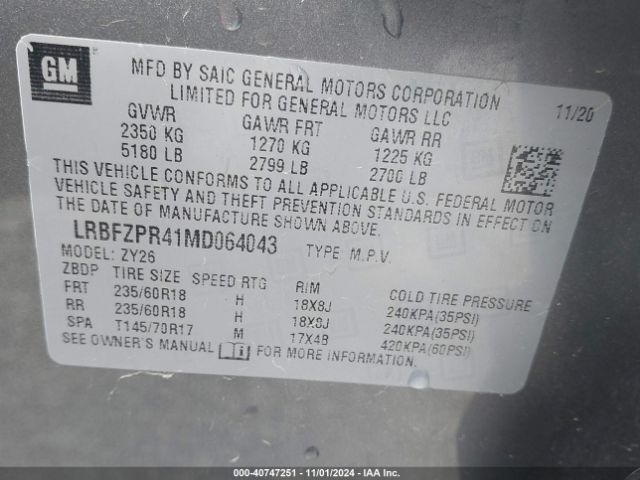 GM
MFD BY SAIC GENERAL MOTORS CORPORATION
LIMITED FOR GENERAL MOTORS LLC
11/20
GVWR GAWR FRT GAWR RR
2350 KG 1270 KG 1225 KG
5180 LB 2799 LB 2700 LB
THIS VEHICLE CONFORMS TO ALL APPLICABLE U.S. FEDERAL MOTOR
VEHICLE SAFETY AND THEFT PREVENTION STANDARDS IN EFFECT ON
THE DATE OF MANUFACTURE SHOWN ABOVE.
LRBFZPR41MD064043 TYPE M.P.V.
MODEL: ZY26
ZBDP TIRE SIZE SPEED RTG RIM COLD TIRE PRESSURE
FRT 235/60R18 H 18X8J 240KPA(35PSI)
RR 235/60R18 H 18X8J 240KPA(35PSI)
SPA T145/70R17 M 17X4B 420KPA(60PSI)
SEE OWNER'S MANUAL FOR MORE INFORMATION.
000-40747251 - 11/01/2024 - IAAI.COM